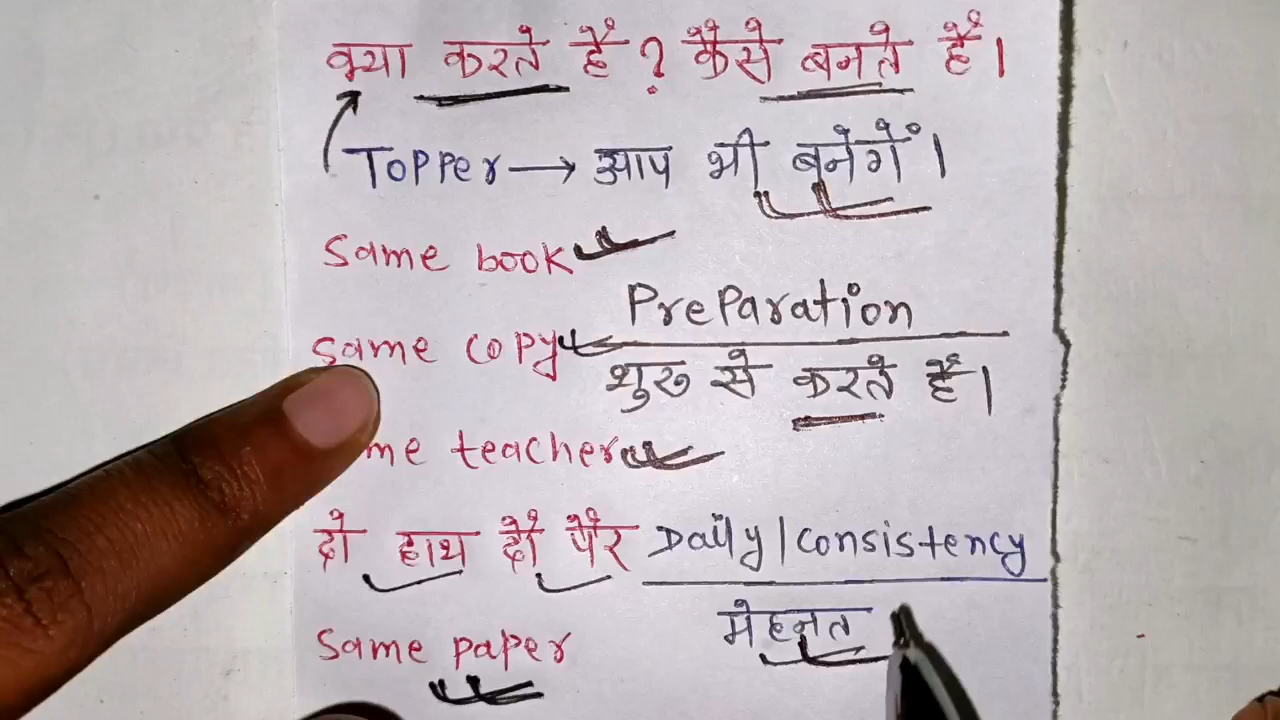 क्या करते हैं? कैसे बनते हैं।
Topper → आप भी बनेगें।
Same book
Preparation
Same copy
शुरु से करते हैं।
me teacher
दो हाथ दो पैर Daily/consistency
मेहनत
Same paper